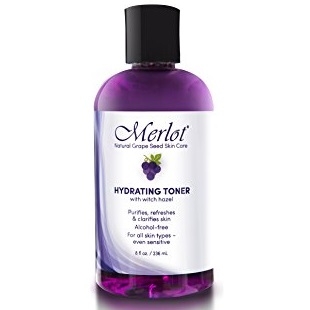 Merlot®
Natural Grape Seed Skin Care
HYDRATING TONER
with witch hazel
Purifies, refreshes
& clarifies skin
Alcohol-free
For all skin types –
even sensitive
8 fl oz. / 236 mL